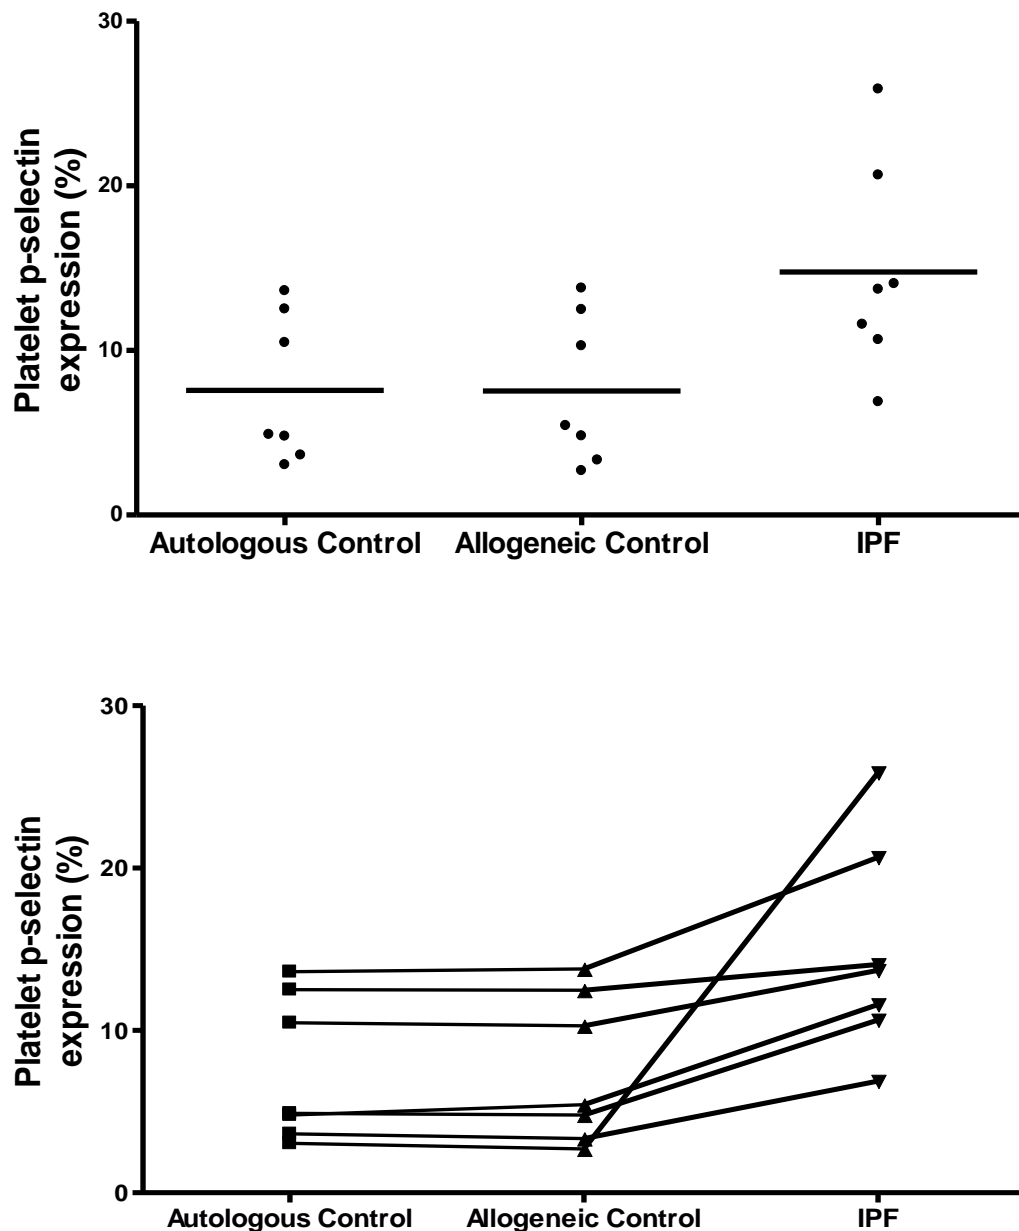 30
20
10
0
Platelet p-selectin
expression (%)
Autologous Control Allogeneic Control IPF
30
20
10
0
Platelet p-selectin
expression (%)
Autologous Control Allogeneic Control IPF